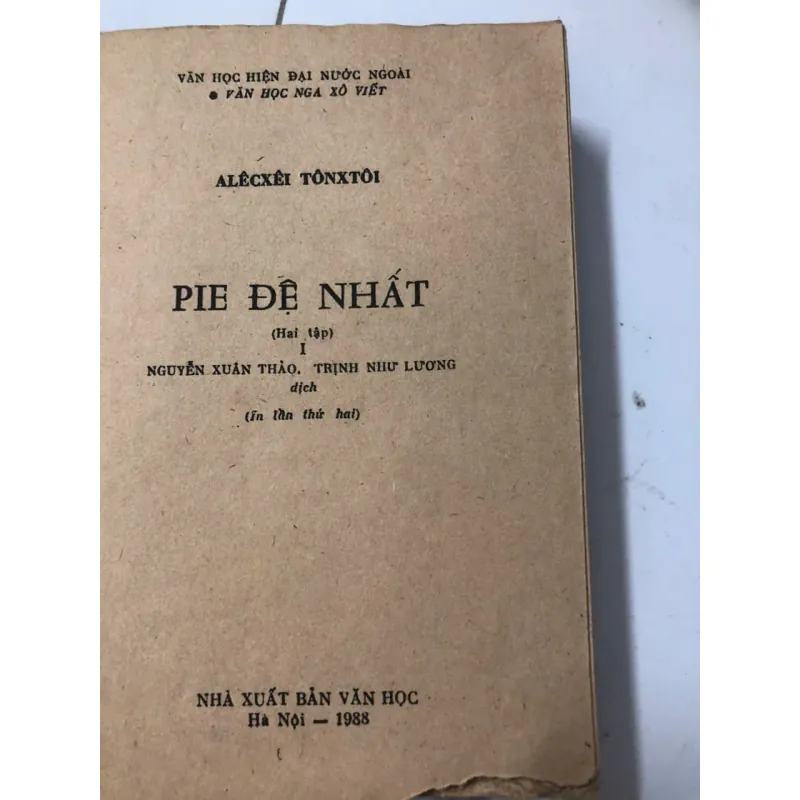 VĂN HỌC HIỆN ĐẠI NƯỚC NGOÀI
● VĂN HỌC NGA XÔ VIẾT
ALÊCXÊI TÔNXTÔI
PIE ĐỆ NHẤT
(Hai tập)
I
NGUYỄN XUÂN THẢO, TRỊNH NHƯ LƯƠNG
dịch
(In lần thứ hai)
NHÀ XUẤT BẢN VĂN HỌC
Hà Nội — 1988